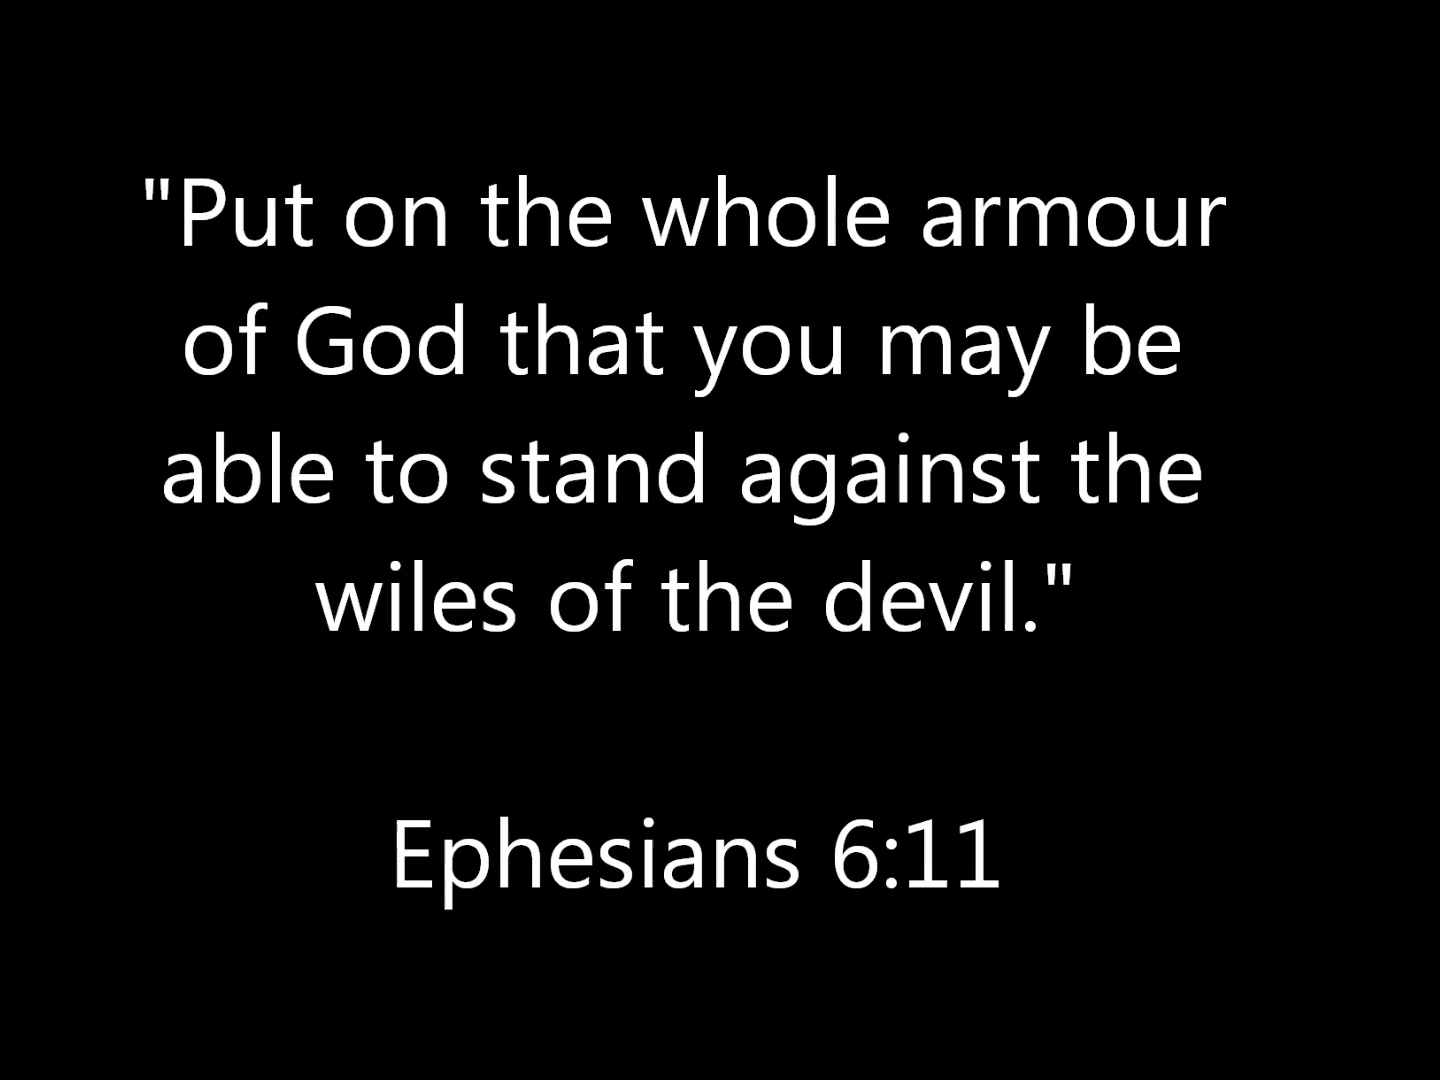 "Put on the whole armour
of God that you may be
able to stand against the
wiles of the devil."
Ephesians 6:11